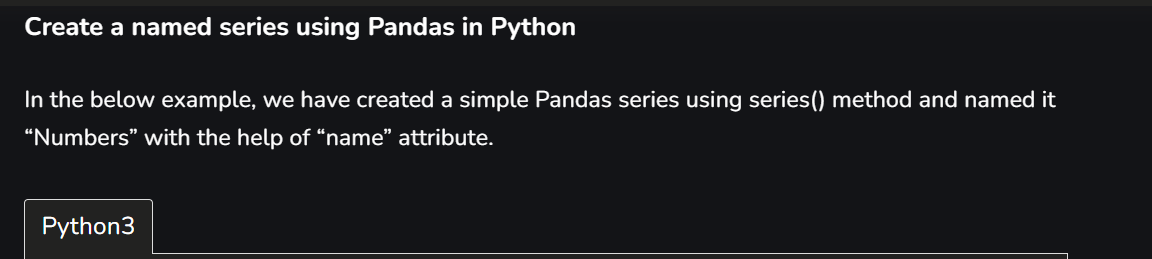 Create a named series using Pandas in Python
In the below example, we have created a simple Pandas series using series() method and named it
“Numbers” with the help of “name” attribute.
Python3